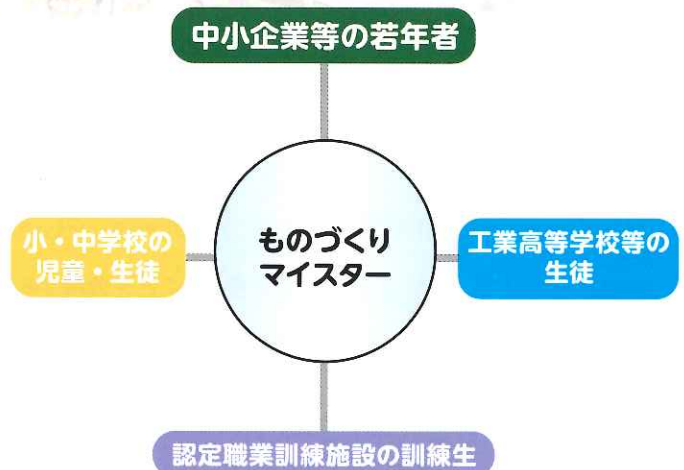 中小企業等の若年者
小・中学校の
児童・生徒
ものづくり
マイスター
工業高等学校等の
生徒
認定職業訓練施設の訓練生